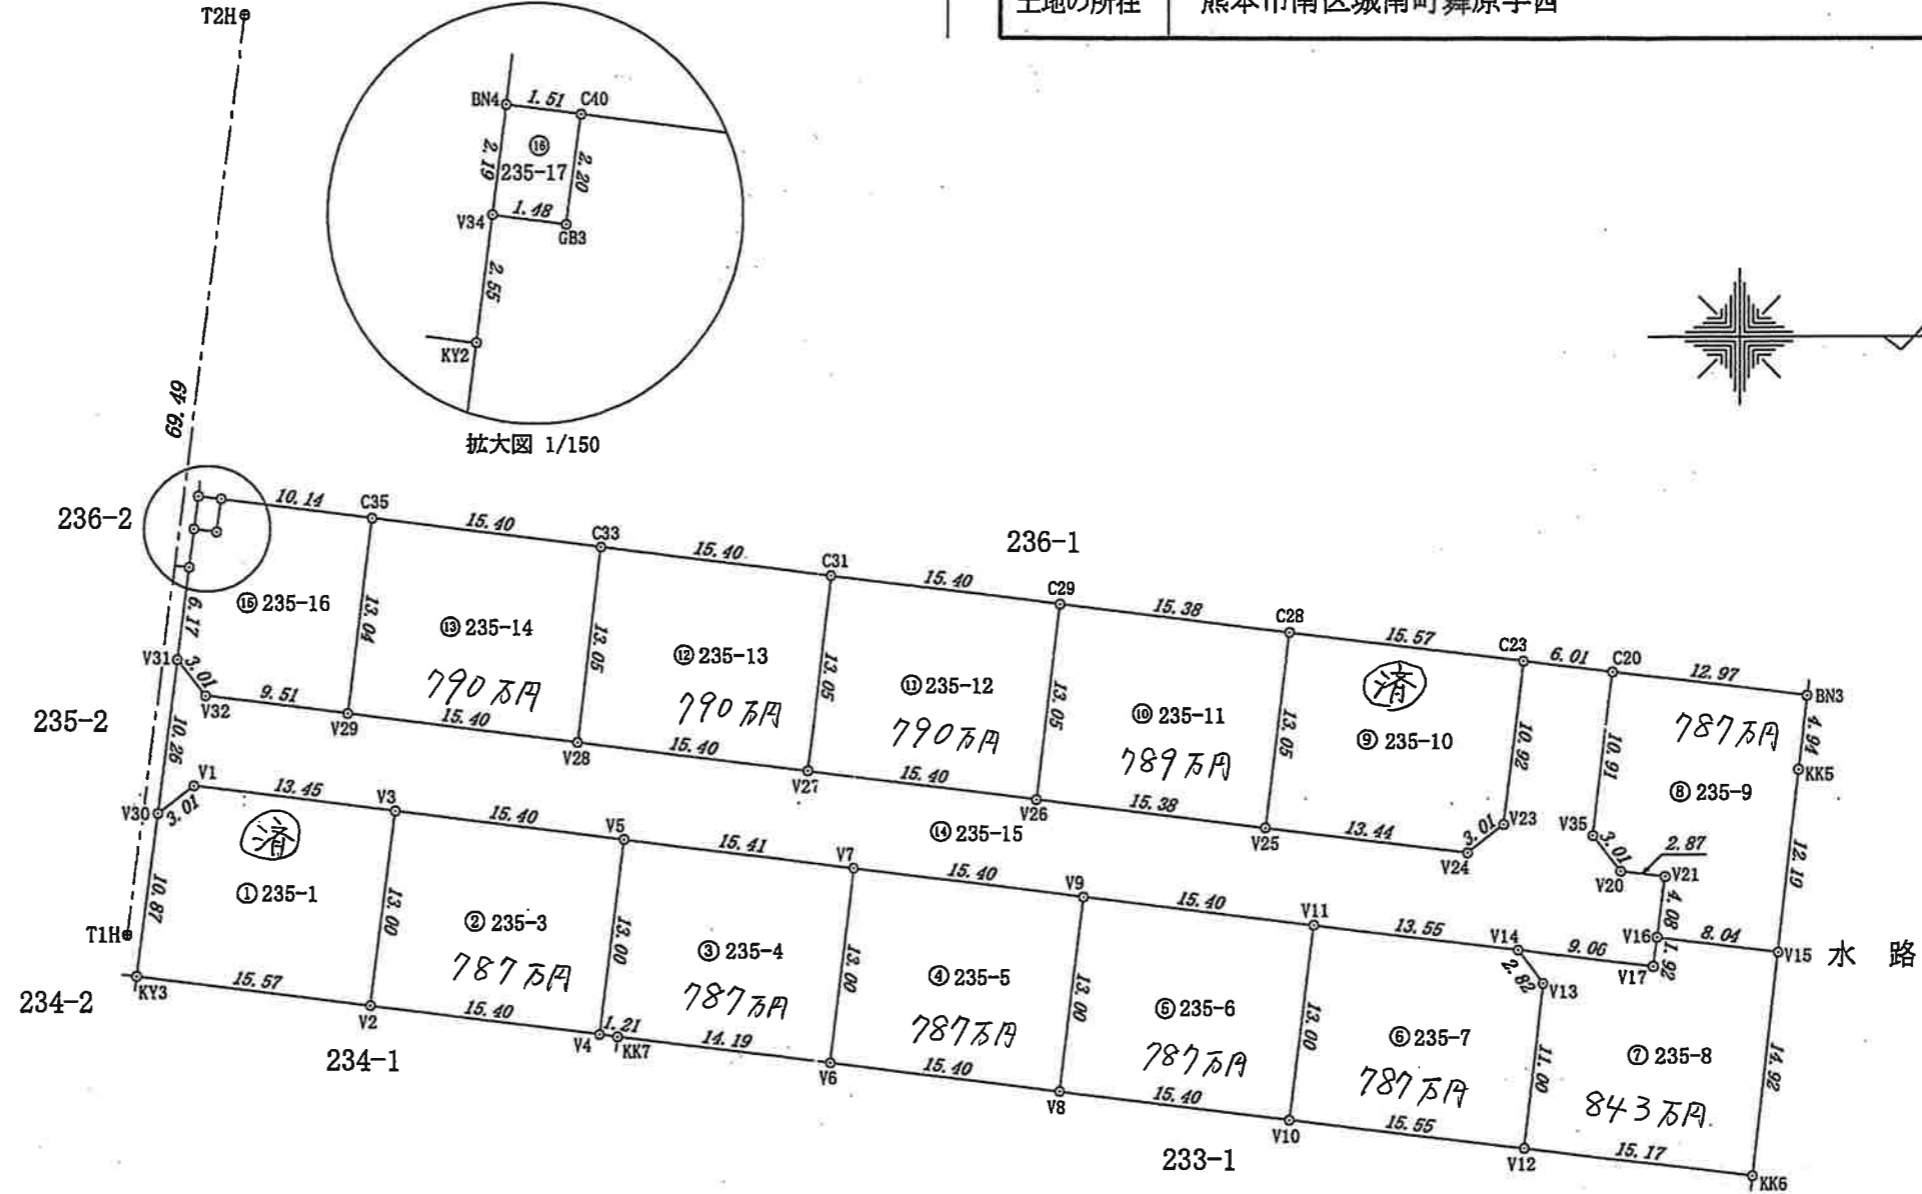 土地の所在 熊本市南区城南町舞原字西
T2H
BN4 1.51 C40
2.19 ⑯ 2.20
235-17
V34 1.48 GB3
2.55
KY2
拡大図 1/150
69.49
236-2
10.14 C35 15.40 C33 15.40 C31 15.40 C29 15.38 C28 15.57 C23 6.01 C20 12.97 BN3
236-1
6.17 ⑮ 235-16 13.04
⑬ 235-14 13.05
790万円
⑫ 235-13 13.05
790万円
⑪ 235-12 13.05
790万円
⑩ 235-11 13.05
789万円
済
⑨ 235-10 10.92
10.91
787万円
⑧ 235-9
4.94
KK5
12.19
V31 3.01 V32 9.51 V29 15.40 V28 15.40 V27 15.40 V26 15.38 V25 13.44 V24 3.01 V23
V35 3.01 V20 2.87 V21
4.08
235-2
10.26
⑭ 235-15
V30 3.01 V1 13.45 V3 15.40 V5 15.41 V7 15.40 V9 15.40 V11 13.55 V14 9.06 V17 1.92 V16 8.04 V15
水路
2.82 V13
済
① 235-1
10.87
13.00
② 235-3
787万円
13.00
③ 235-4
787万円
13.00
④ 235-5
787万円
13.00
⑤ 235-6
787万円
13.00
⑥ 235-7
787万円
11.00
⑦ 235-8
843万円
14.92
T1H
234-2
KY3 15.57 V2 15.40 V4 1.21 KK7 14.19 V6 15.40 V8 15.40 V10 15.55 V12 15.17 KK6
234-1
233-1